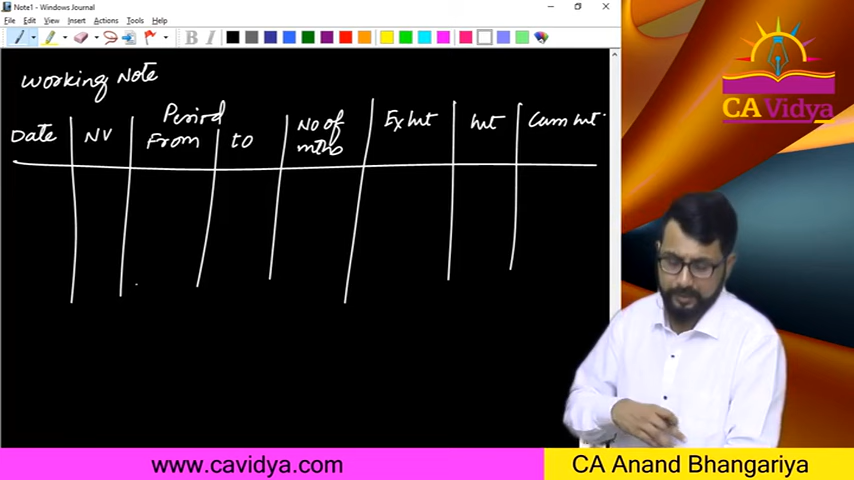 Note1 - Windows Journal
File Edit View Insert Actions Tools Help
B I
CA Vidya
Working Note
Date NV Period From to No of mths Ex Int Int Cum Int.
www.cavidya.com
CA Anand Bhangariya